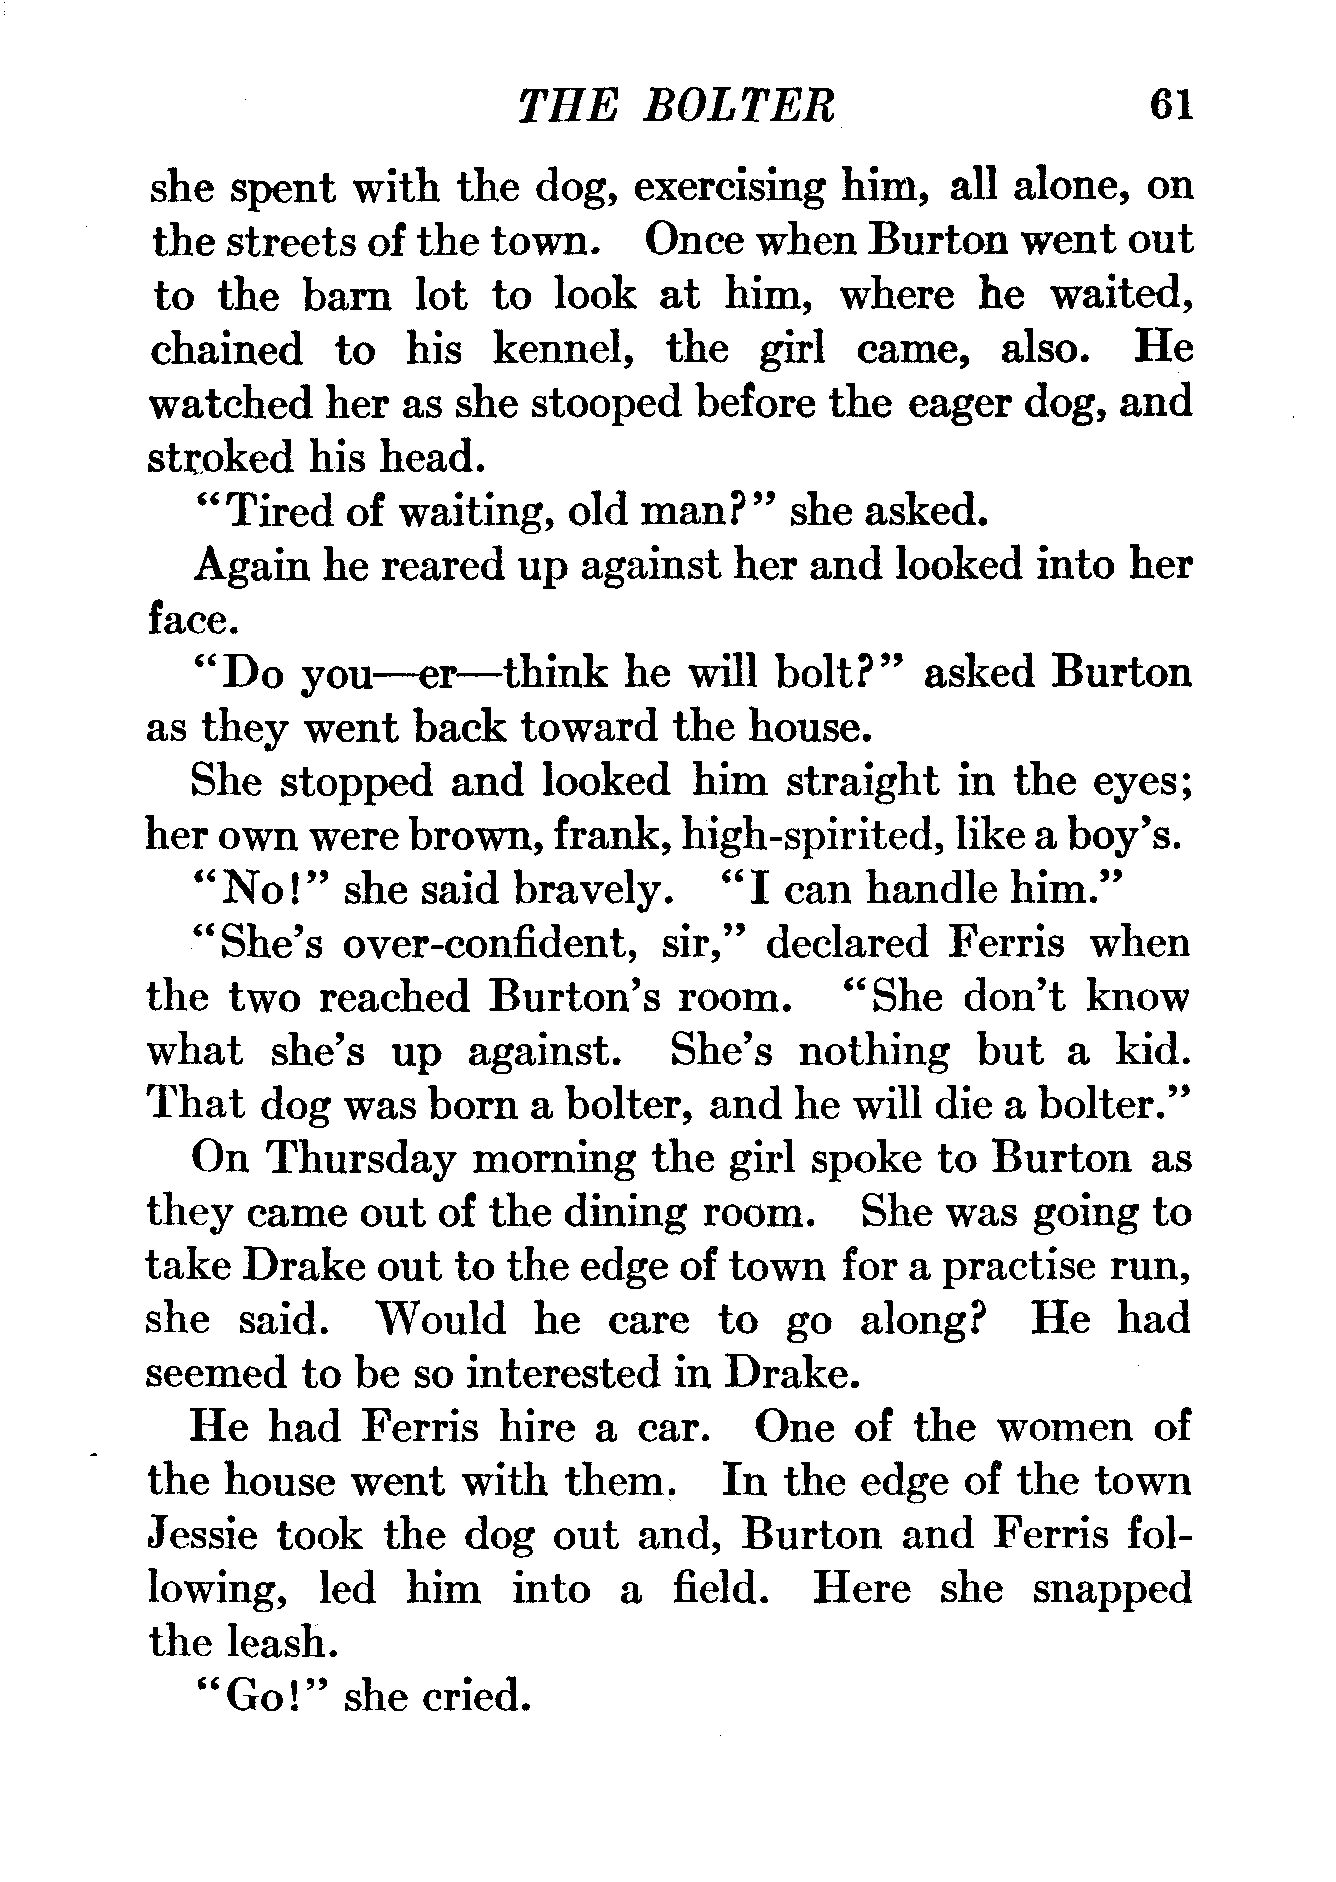 THE BOLTER 61
she spent with the dog, exercising him, all alone, on
the streets of the town. Once when Burton went out
to the barn lot to look at him, where he waited,
chained to his kennel, the girl came, also. He
watched her as she stooped before the eager dog, and
stroked his head.
"Tired of waiting, old man?" she asked.
Again he reared up against her and looked into her
face.
"Do you—er—think he will bolt?" asked Burton
as they went back toward the house.
She stopped and looked him straight in the eyes;
her own were brown, frank, high-spirited, like a boy's.
"No!" she said bravely. "I can handle him."
"She's over-confident, sir," declared Ferris when
the two reached Burton's room. "She don't know
what she's up against. She's nothing but a kid.
That dog was born a bolter, and he will die a bolter."
On Thursday morning the girl spoke to Burton as
they came out of the dining room. She was going to
take Drake out to the edge of town for a practise run,
she said. Would he care to go along? He had
seemed to be so interested in Drake.
He had Ferris hire a car. One of the women of
the house went with them. In the edge of the town
Jessie took the dog out and, Burton and Ferris fol-
lowing, led him into a field. Here she snapped
the leash.
"Go!" she cried.